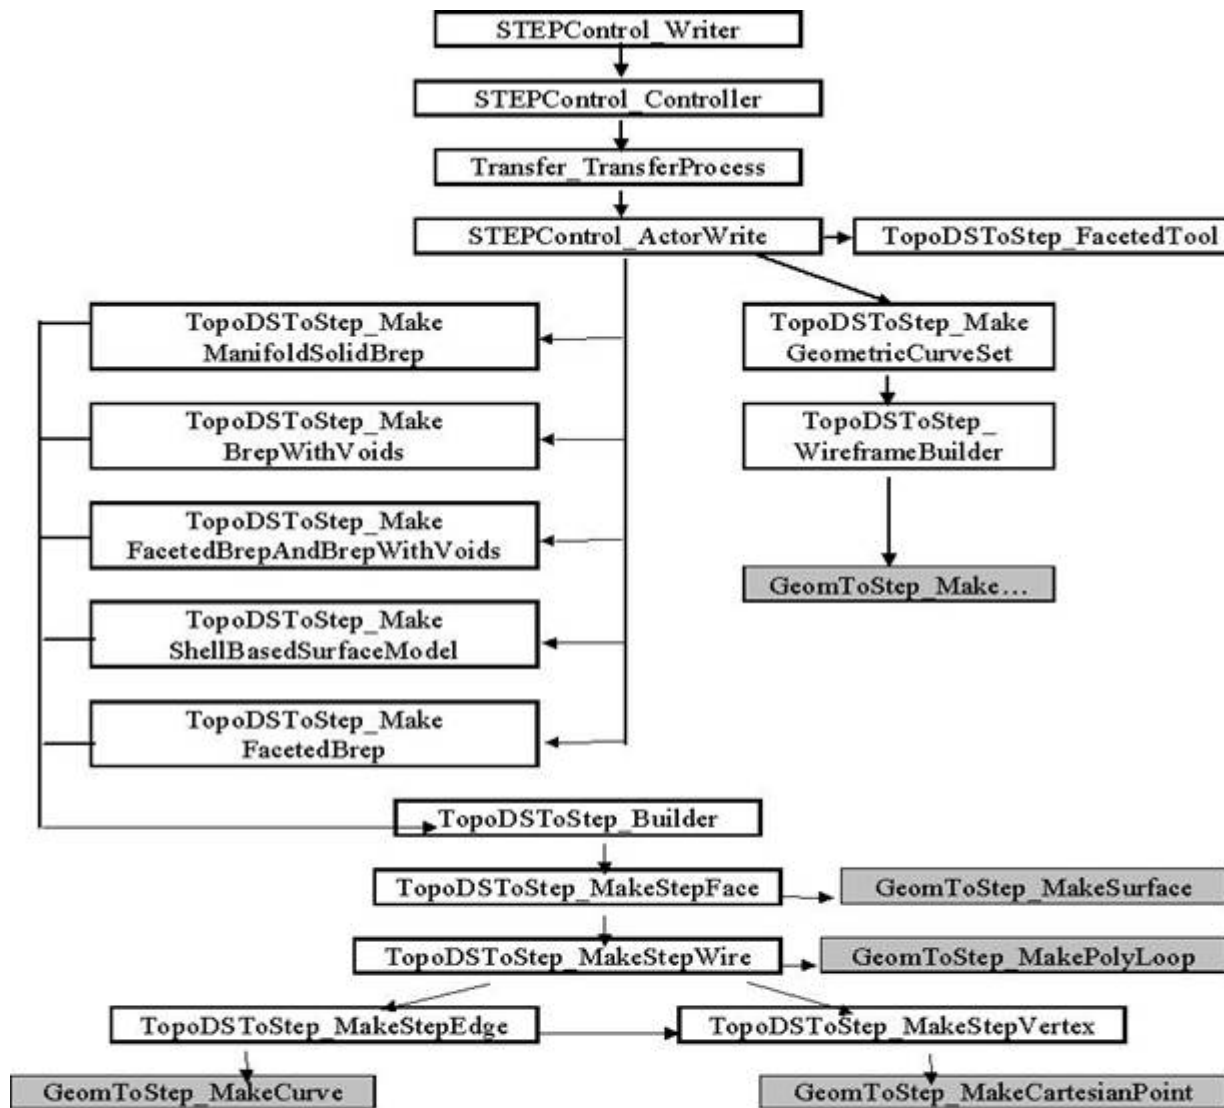 STEPControl_Writer
STEPControl_Controller
Transfer_TransferProcess
STEPControl_ActorWrite
TopoDSToStep_FacetedTool
TopoDSToStep_Make
ManifoldSolidBrep
TopoDSToStep_Make
GeometricCurveSet
TopoDSToStep_Make
BrepWithVoids
TopoDSToStep_
WireframeBuilder
TopoDSToStep_Make
FacetedBrepAndBrepWithVoids
GeomToStep_Make...
TopoDSToStep_Make
ShellBasedSurfaceModel
TopoDSToStep_Make
FacetedBrep
TopoDSToStep_Builder
TopoDSToStep_MakeStepFace
GeomToStep_MakeSurface
TopoDSToStep_MakeStepWire
GeomToStep_MakePolyLoop
TopoDSToStep_MakeStepEdge
TopoDSToStep_MakeStepVertex
GeomToStep_MakeCurve
GeomToStep_MakeCartesianPoint